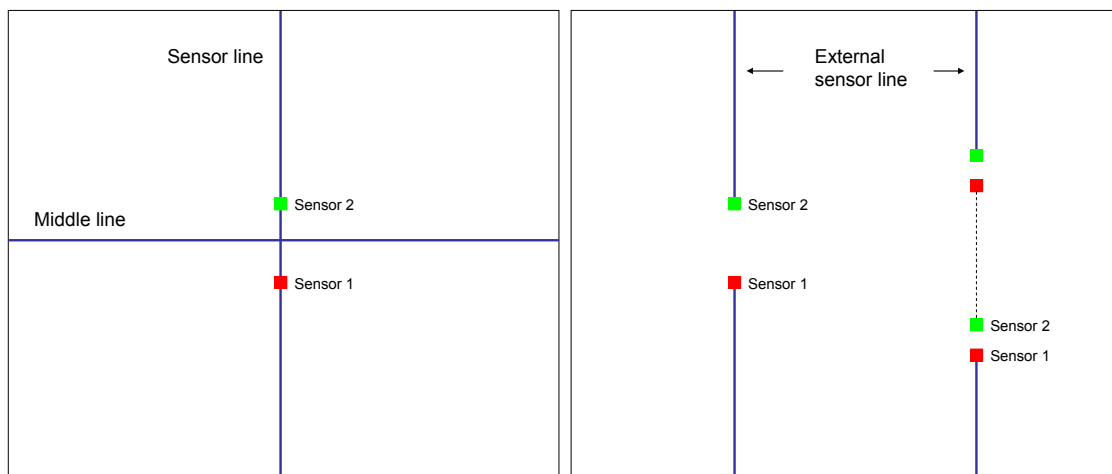 Sensor line
Sensor 2
Middle line
Sensor 1
External
sensor line
Sensor 2
Sensor 1
Sensor 2
Sensor 1